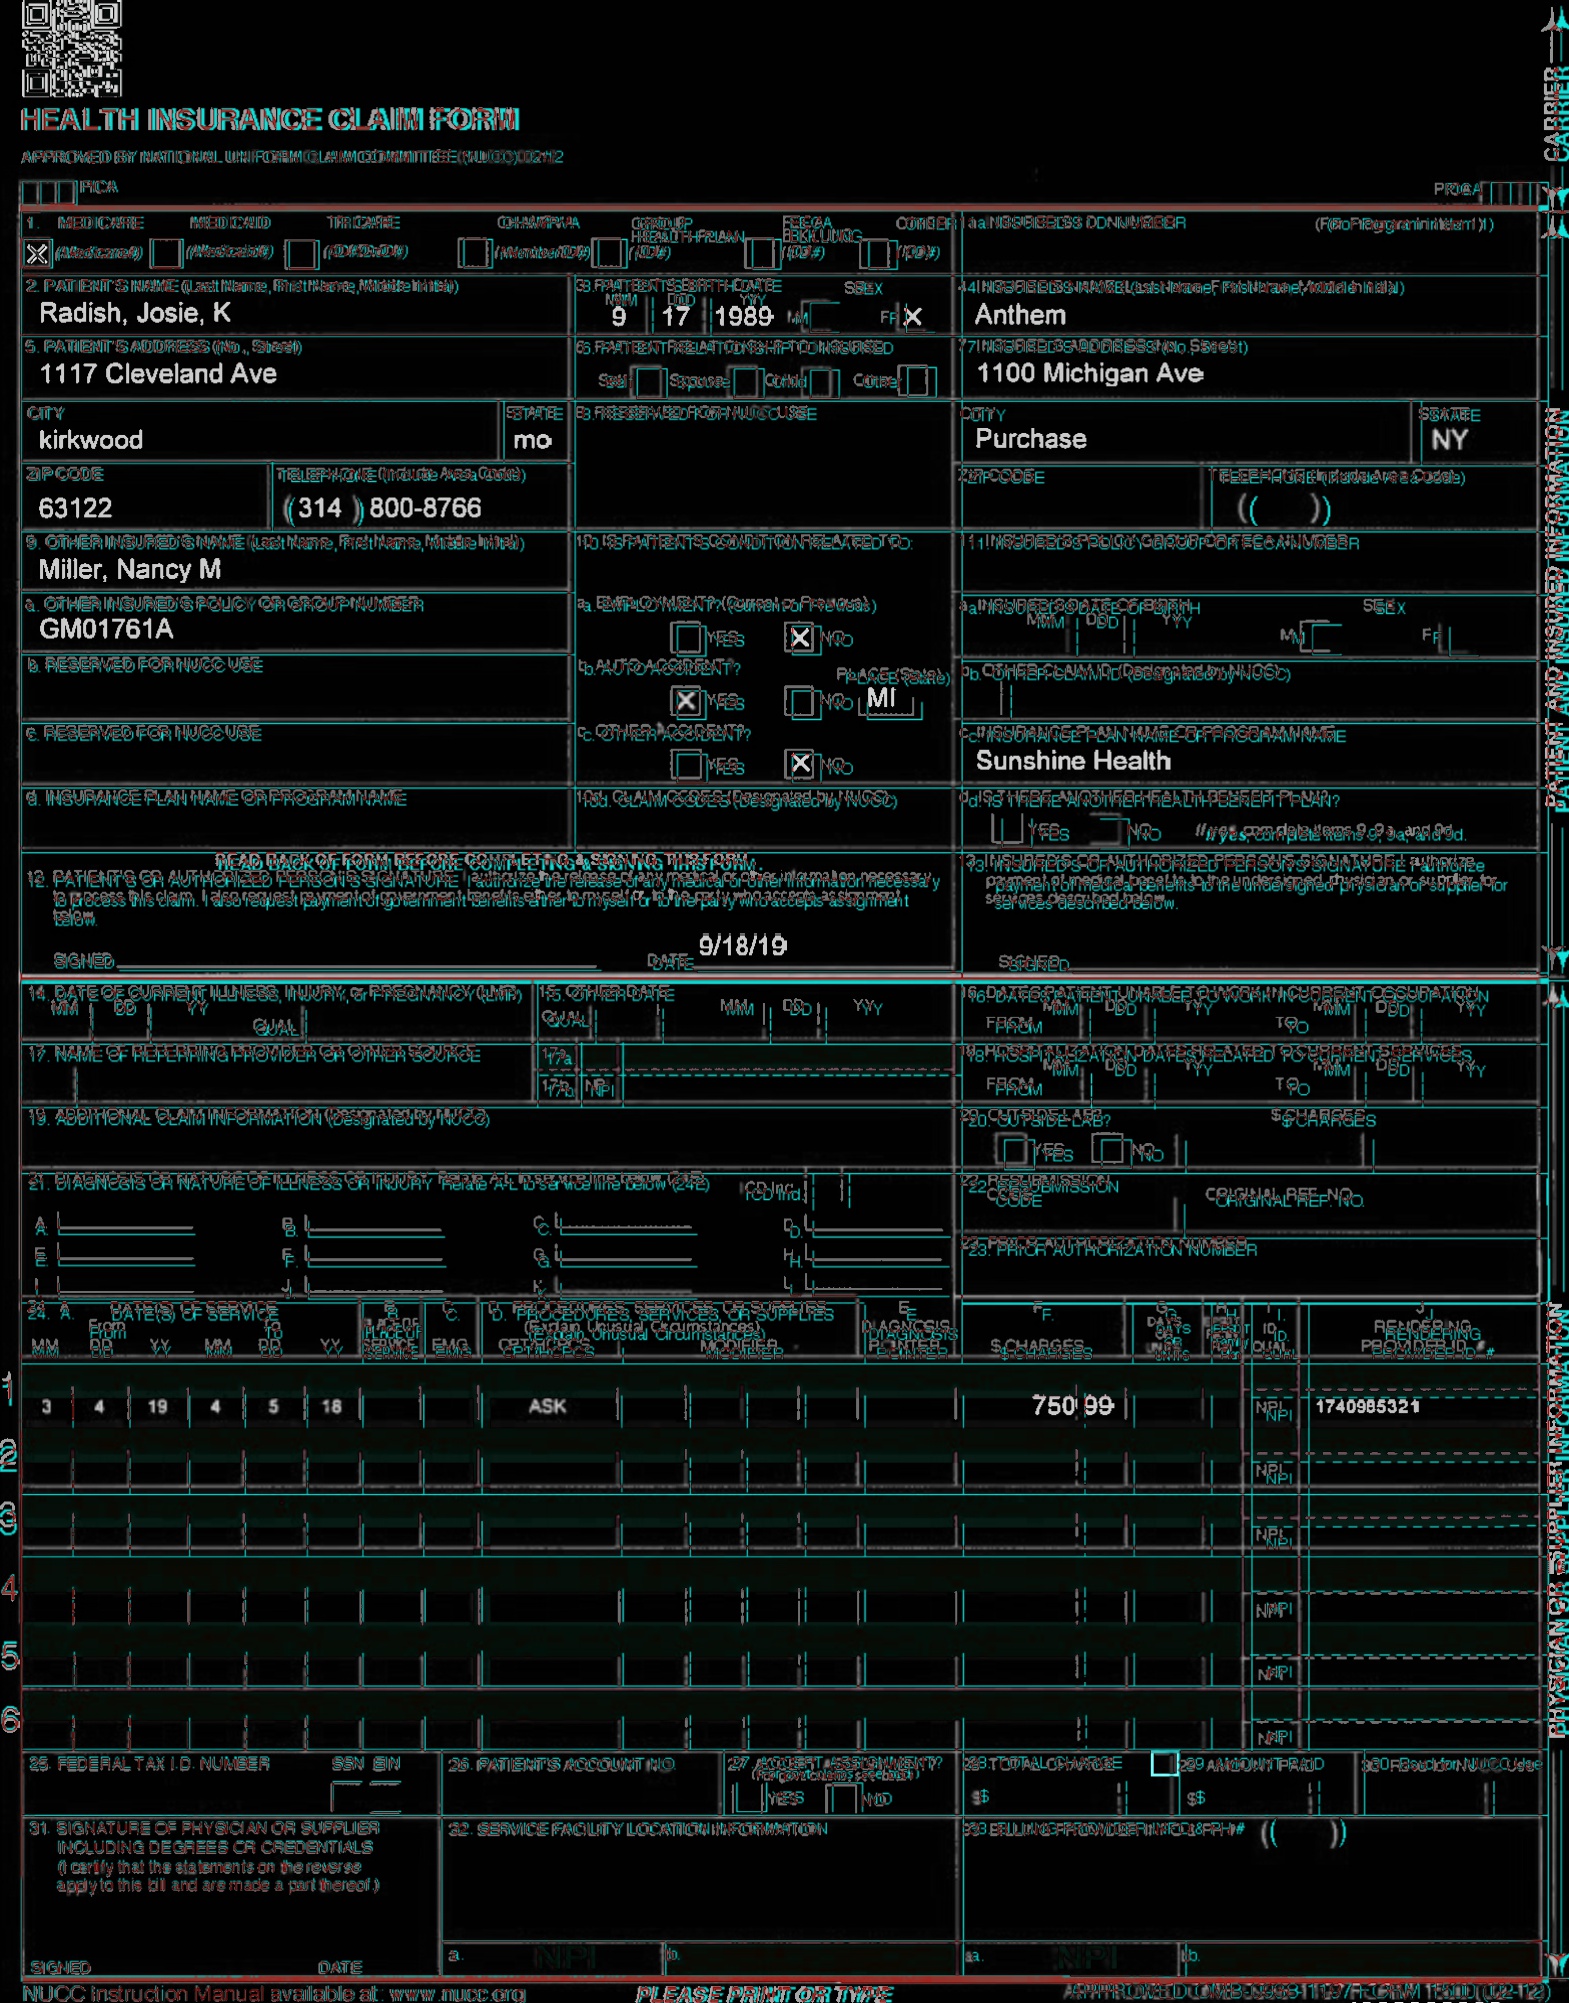 HEALTH INSURANCE CLAIM FORM
APPROVED BY NATIONAL UNIFORM CLAIM COMMITTEE (NUCC) 02/12
PICA PICA
CARRIER
1. MEDICARE MEDICAID TRICARE CHAMPVA GROUP HEALTH PLAN FECA BLK LUNG OTHER 1a. INSURED'S I.D. NUMBER (For Program in Item 1)
(Medicare#) (Medicaid#) (ID#/DoD#) (Member ID#) (ID#) (ID#) (ID#)
2. PATIENT'S NAME (Last Name, First Name, Middle Initial) 3. PATIENT'S BIRTH DATE SEX 4. INSURED'S NAME (Last Name, First Name, Middle Initial)
MM DD YY
Radish, Josie, K 9 17 1989 M F X Anthem
5. PATIENT'S ADDRESS (No., Street) 6. PATIENT RELATIONSHIP TO INSURED 7. INSURED'S ADDRESS (No. Street)
1117 Cleveland Ave Self Spouse Child Other 1100 Michigan Ave
CITY STATE 8. RESERVED FOR NUCC USE CITY STATE
kirkwood mo Purchase NY
ZIP CODE TELEPHONE (Include Area Code) ZIP CODE TELEPHONE (Include Area Code)
63122 (314 ) 800-8766 ( )
9. OTHER INSURED'S NAME (Last Name, First Name, Middle Initial) 10. IS PATIENT'S CONDITION RELATED TO: 11. INSURED'S POLICY GROUP OR FECA NUMBER
Miller, Nancy M
a. OTHER INSURED'S POLICY OR GROUP NUMBER a. EMPLOYMENT? (Current or Previous) a. INSURED'S DATE OF BIRTH SEX
MM DD YY
GM01761A YES X NO M F
b. RESERVED FOR NUCC USE b. AUTO ACCIDENT? PLACE (State) b. OTHER CLAIM ID (Designated by NUCC)
X YES NO MI
c. RESERVED FOR NUCC USE c. OTHER ACCIDENT? c. INSURANCE PLAN NAME OR PROGRAM NAME
YES X NO Sunshine Health
d. INSURANCE PLAN NAME OR PROGRAM NAME 10d. CLAIM CODES (Designated by NUCC) d. IS THERE ANOTHER HEALTH BENEFIT PLAN?
YES NO If yes, complete items 9, 9a, and 9d.
READ BACK OF FORM BEFORE COMPLETING & SIGNING THIS FORM.
12. PATIENT'S OR AUTHORIZED PERSON'S SIGNATURE I authorize the release of any medical or other information necessary
to process this claim. I also request payment of government benefits either to myself or to the party who accepts assignment
below.
13. INSURED'S OR AUTHORIZED PERSON'S SIGNATURE I authorize
payment of medical benefits to the undersigned physician or supplier for
services described below.
SIGNED DATE 9/18/19 SIGNED
PATIENT AND INSURED INFORMATION
14. DATE OF CURRENT ILLNESS, INJURY, or PREGNANCY (LMP) 15. OTHER DATE 16. DATES PATIENT UNABLE TO WORK IN CURRENT OCCUPATION
MM DD YY QUAL. QUAL. MM DD YY FROM MM DD YY TO MM DD YY
17. NAME OF REFERRING PROVIDER OR OTHER SOURCE 17a. 18. HOSPITALIZATION DATES RELATED TO CURRENT SERVICES
17b. NPI FROM MM DD YY TO MM DD YY
19. ADDITIONAL CLAIM INFORMATION (Designated by NUCC) 20. OUTSIDE LAB? $ CHARGES
YES NO
21. DIAGNOSIS OR NATURE OF ILLNESS OR INJURY Relate A-L to service line below (24E) ICD Ind. 22. RESUBMISSION CODE ORIGINAL REF. NO.
A. B. C. D.
E. F. G. H. 23. PRIOR AUTHORIZATION NUMBER
I. J. K. L.
24. A. DATE(S) OF SERVICE B. C. D. PROCEDURES, SERVICES, OR SUPPLIES E. F. G. H. I. J.
From To PLACE OF SERVICE (Explain Unusual Circumstances) DIAGNOSIS POINTER DAYS ID. QUAL. RENDERING
MM DD YY MM DD YY EMG CPT/HCPCS MODIFIER $ CHARGES UNITS PROVIDER ID. #
1 3 4 19 4 5 18 ASK 750 99 NPI 1740985321
2 NPI
3 NPI
4 NPI
5 NPI
6 NPI
PHYSICIAN OR SUPPLIER INFORMATION
25. FEDERAL TAX I.D. NUMBER SSN EIN 26. PATIENT'S ACCOUNT NO. 27. ACCEPT ASSIGNMENT? 28. TOTAL CHARGE 29. AMOUNT PAID 30. Rsvd for NUCC Use
(For govt. claims, see back)
YES NO $ $
31. SIGNATURE OF PHYSICIAN OR SUPPLIER 32. SERVICE FACILITY LOCATION INFORMATION 33. BILLING PROVIDER INFO & PH # ( )
INCLUDING DEGREES OR CREDENTIALS
(I certify that the statements on the reverse
apply to this bill and are made a part thereof.)
SIGNED DATE a. NPI b. a. NPI b.
NUCC Instruction Manual available at: www.nucc.org PLEASE PRINT OR TYPE APPROVED OMB-0938-1197 FORM 1500 (02-12)